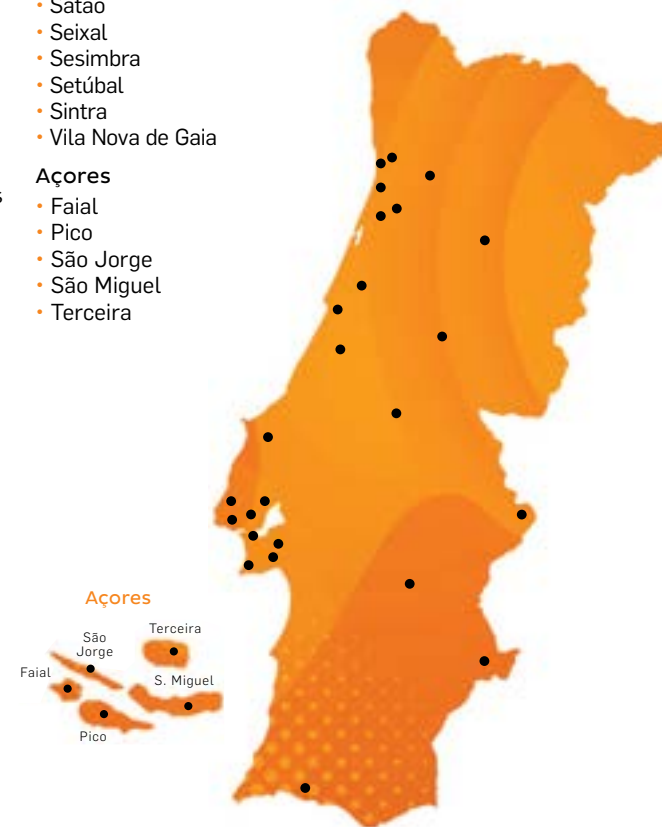 • Sátão
• Seixal
• Sesimbra
• Setúbal
• Sintra
• Vila Nova de Gaia
Açores
• Faial
• Pico
• São Jorge
• São Miguel
• Terceira
Açores
Terceira
São
Jorge
Faial
S. Miguel
Pico